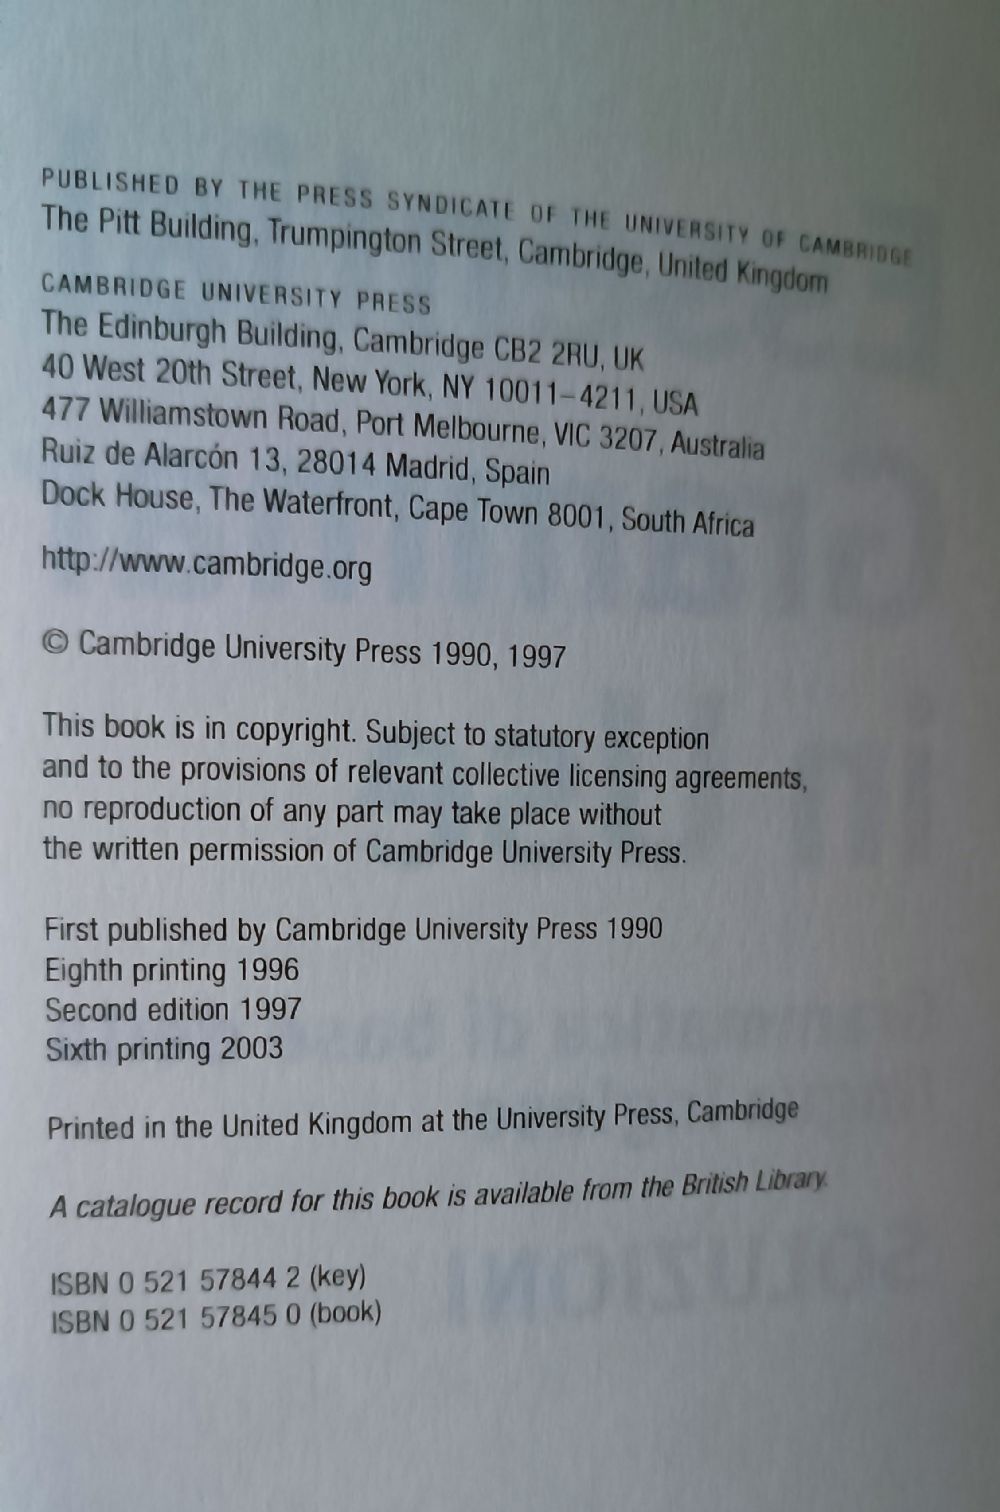 PUBLISHED BY THE PRESS SYNDICATE OF THE UNIVERSITY OF CAMBRIDGE
The Pitt Building, Trumpington Street, Cambridge, United Kingdom
CAMBRIDGE UNIVERSITY PRESS
The Edinburgh Building, Cambridge CB2 2RU, UK
40 West 20th Street, New York, NY 10011–4211, USA
477 Williamstown Road, Port Melbourne, VIC 3207, Australia
Ruiz de Alarcón 13, 28014 Madrid, Spain
Dock House, The Waterfront, Cape Town 8001, South Africa
http://www.cambridge.org
© Cambridge University Press 1990, 1997
This book is in copyright. Subject to statutory exception
and to the provisions of relevant collective licensing agreements,
no reproduction of any part may take place without
the written permission of Cambridge University Press.
First published by Cambridge University Press 1990
Eighth printing 1996
Second edition 1997
Sixth printing 2003
Printed in the United Kingdom at the University Press, Cambridge
A catalogue record for this book is available from the British Library.
ISBN 0 521 57844 2 (key)
ISBN 0 521 57845 0 (book)